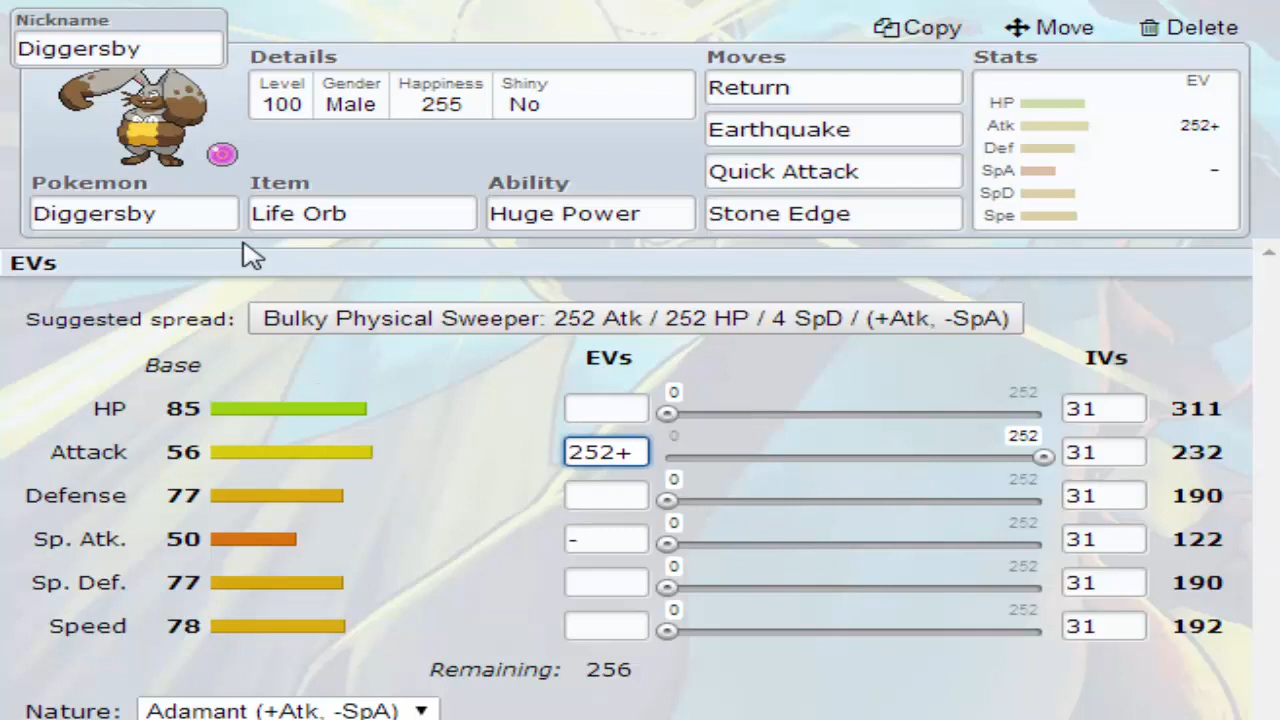 Nickname
Diggersby
Copy Move Delete
Details
Level Gender Happiness Shiny
100 Male 255 No
Moves
Return
Earthquake
Quick Attack
Stone Edge
Stats
EV
HP
Atk 252+
Def
SpA -
SpD
Spe
Pokemon Item Ability
Diggersby Life Orb Huge Power
EVs
Suggested spread: Bulky Physical Sweeper: 252 Atk / 252 HP / 4 SpD / (+Atk, -SpA)
Base EVs IVs
HP 85 0 252 31 311
Attack 56 252+ 0 252 31 232
Defense 77 0 252 31 190
Sp. Atk. 50 - 0 252 31 122
Sp. Def. 77 0 252 31 190
Speed 78 0 252 31 192
Remaining: 256
Nature: Adamant (+Atk, -SpA)